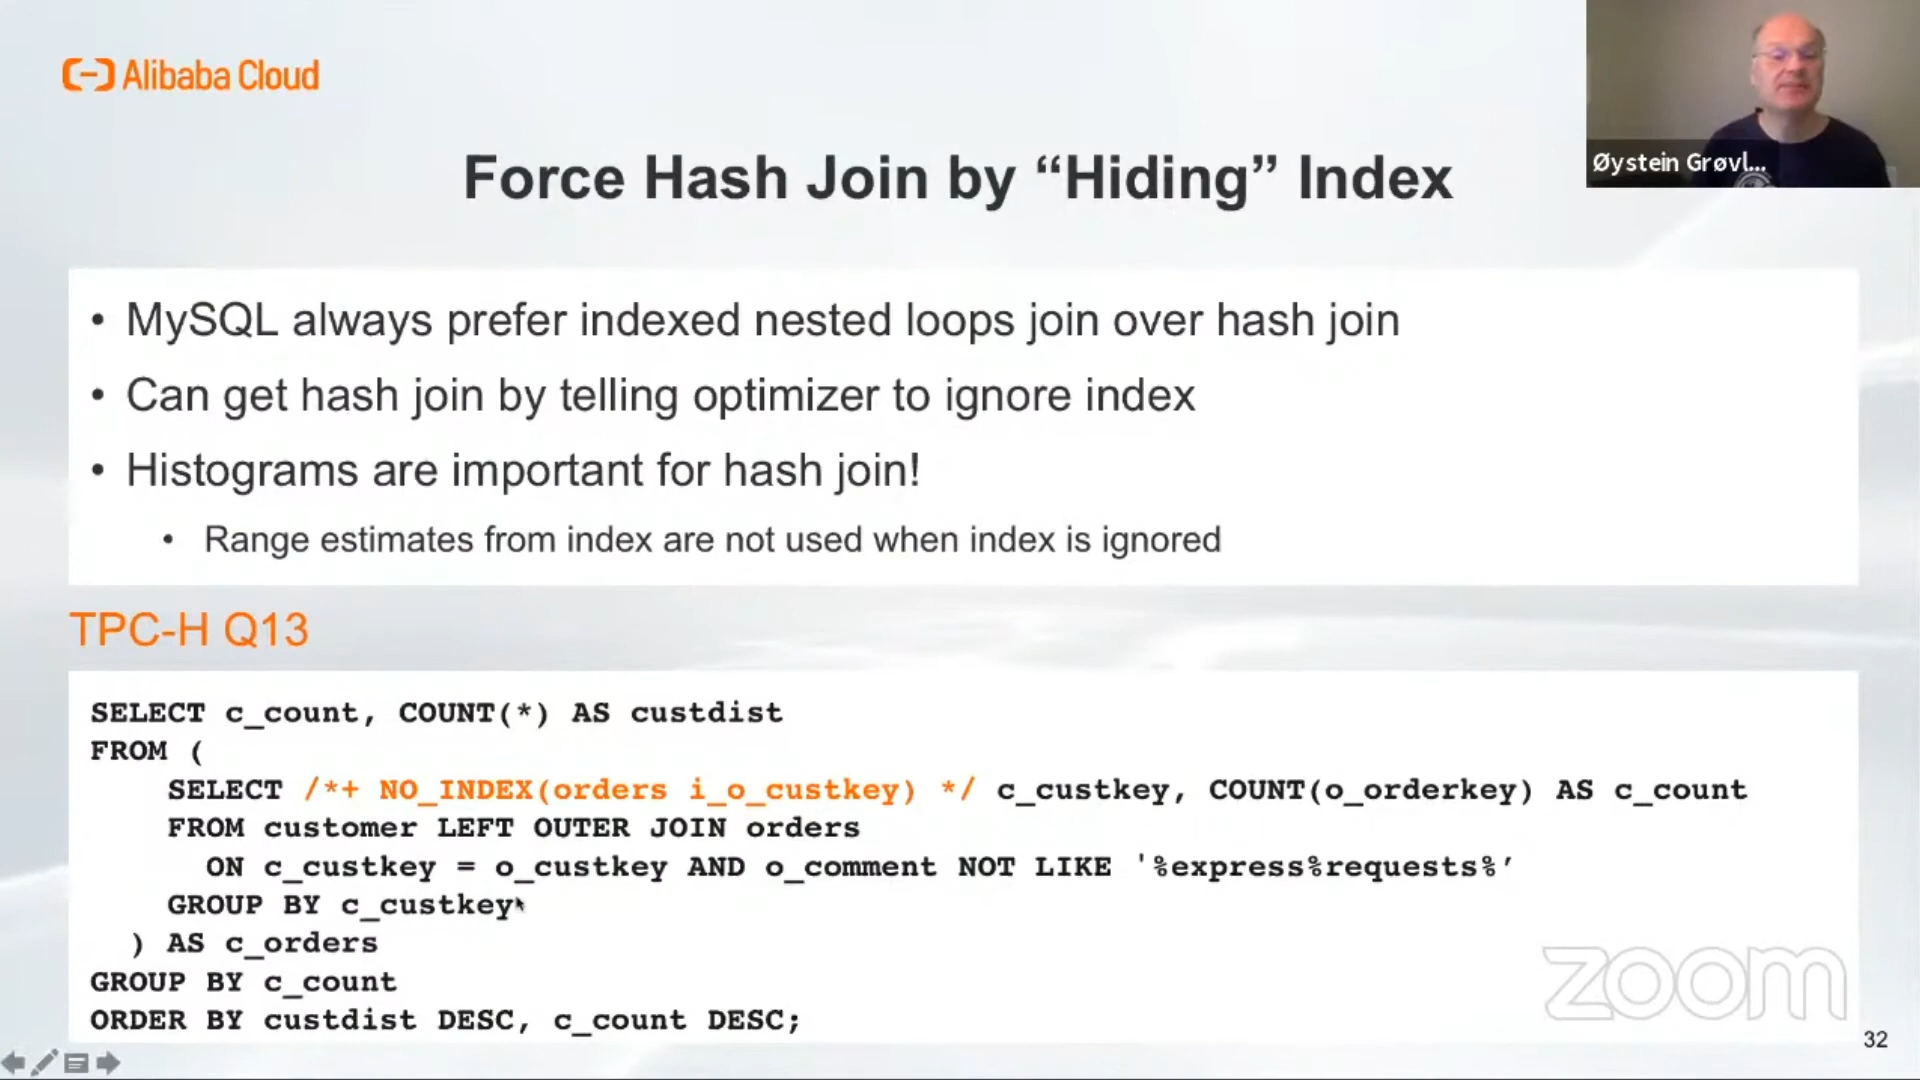 Alibaba Cloud
Øystein Grøvl...
Force Hash Join by “Hiding” Index
• MySQL always prefer indexed nested loops join over hash join
• Can get hash join by telling optimizer to ignore index
• Histograms are important for hash join!
• Range estimates from index are not used when index is ignored
TPC-H Q13
SELECT c_count, COUNT(*) AS custdist
FROM (
SELECT /*+ NO_INDEX(orders i_o_custkey) */ c_custkey, COUNT(o_orderkey) AS c_count
FROM customer LEFT OUTER JOIN orders
ON c_custkey = o_custkey AND o_comment NOT LIKE '%express%requests%’
GROUP BY c_custkey
) AS c_orders
GROUP BY c_count
ORDER BY custdist DESC, c_count DESC;
zoom
32